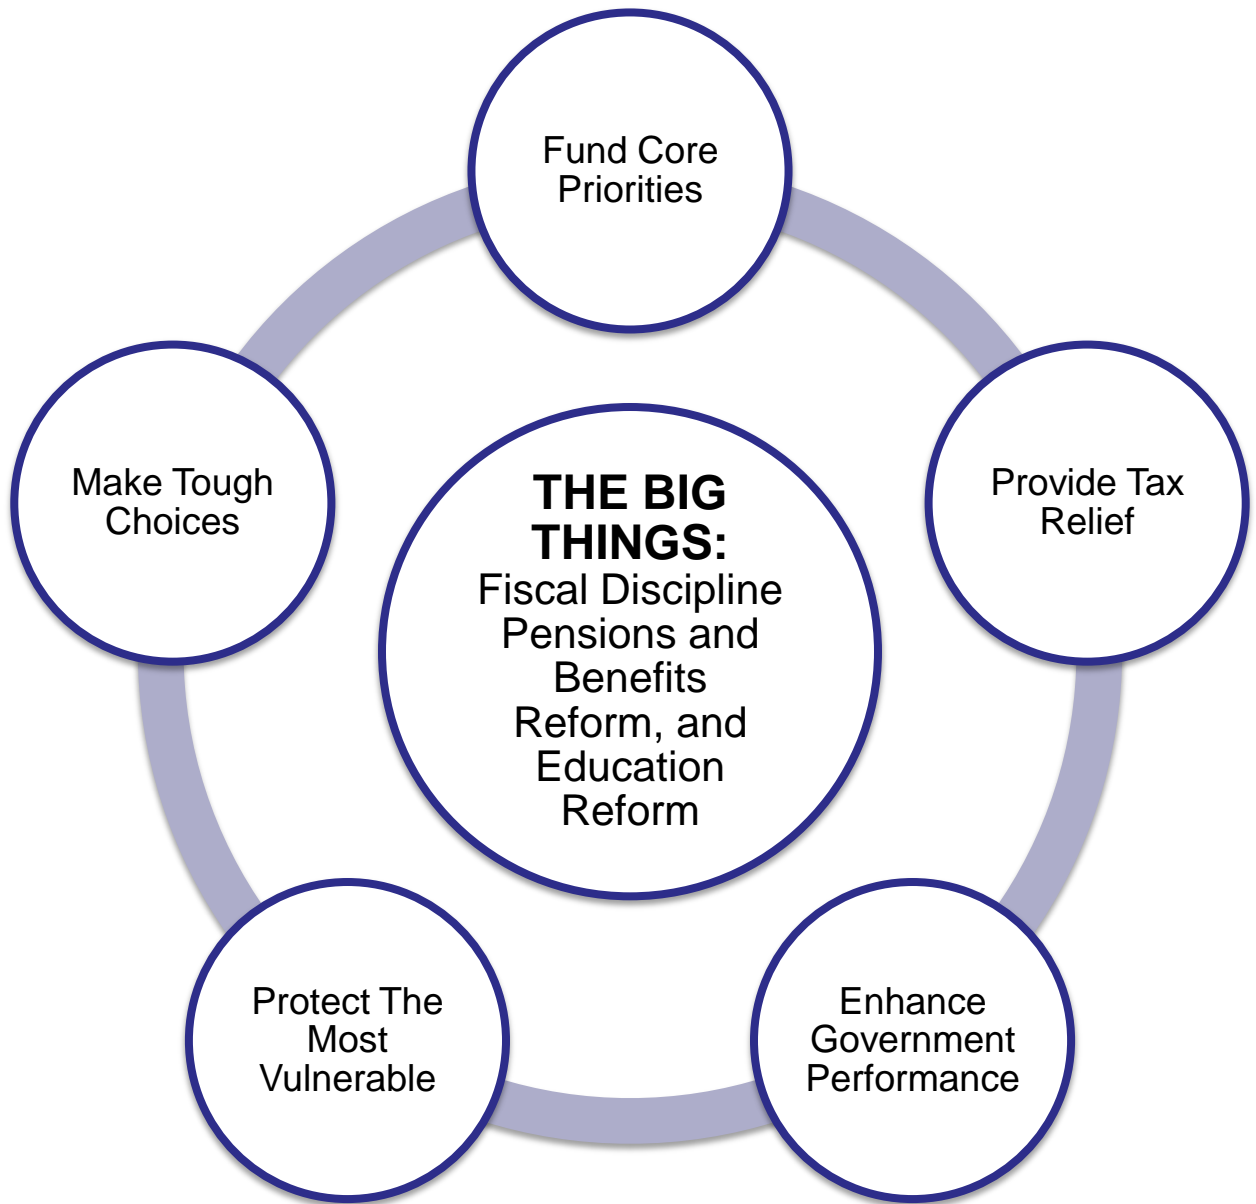 Fund Core
Priorities
Make Tough
Choices
Provide Tax
Relief
THE BIG
THINGS:
Fiscal Discipline
Pensions and
Benefits
Reform, and
Education
Reform
Protect The
Most
Vulnerable
Enhance
Government
Performance